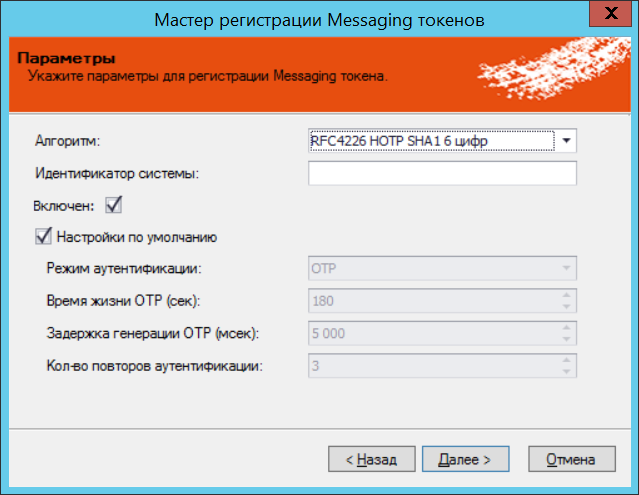 Мастер регистрации Messaging токенов
x
Параметры
Укажите параметры для регистрации Messaging токена.
Алгоритм: RFC4226 HOTP SHA1 6 цифр
Идентификатор системы:
Включен:
Настройки по умолчанию
Режим аутентификации: OTP
Время жизни OTP (сек): 180
Задержка генерации OTP (мсек): 5 000
Кол-во повторов аутентификации: 3
< Назад Далее > Отмена